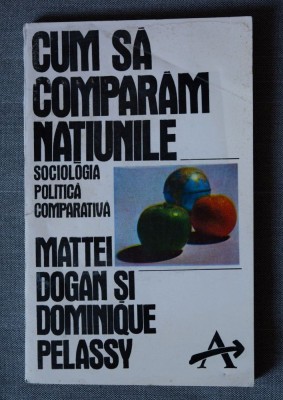 CUM SĂ
COMPARĂM
NAȚIUNILE
SOCIOLOGIA
POLITICĂ
COMPARATIVĂ
MATTEI
DOGAN ȘI
DOMINIQUE
PELASSY
A